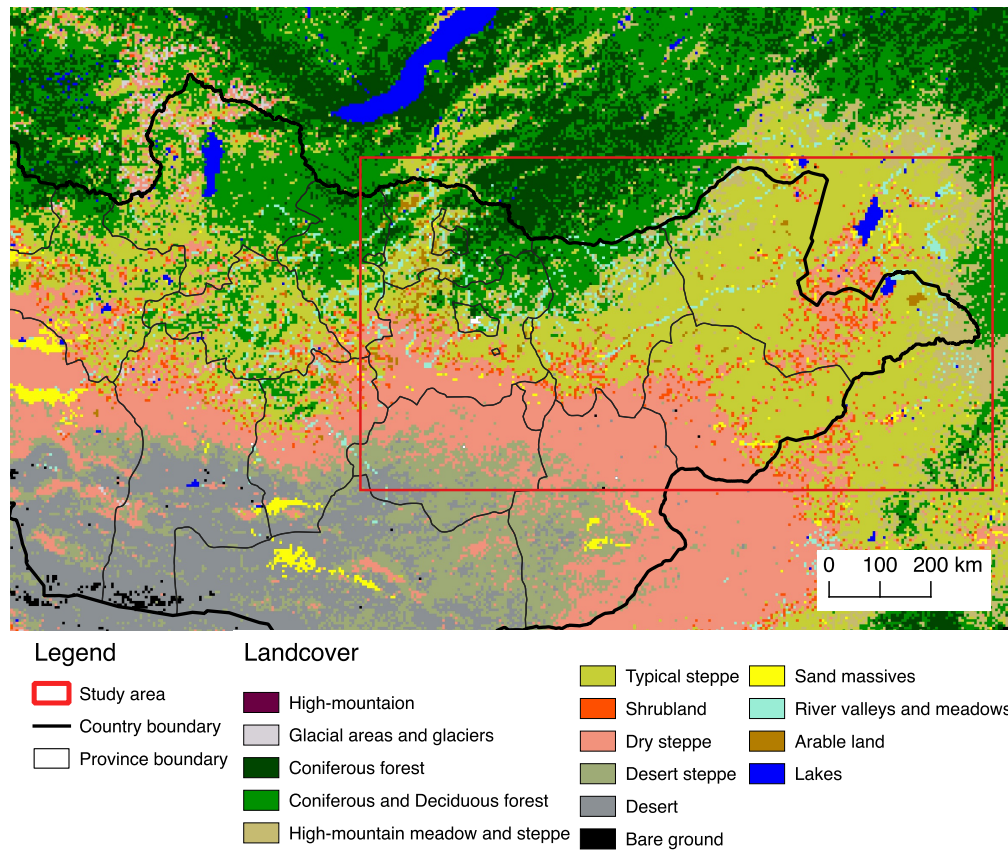 0 100 200 km
Legend
Study area
Country boundary
Province boundary
Landcover
High-mountaion
Glacial areas and glaciers
Coniferous forest
Coniferous and Deciduous forest
High-mountain meadow and steppe
Typical steppe
Shrubland
Dry steppe
Desert steppe
Desert
Bare ground
Sand massives
River valleys and meadows
Arable land
Lakes